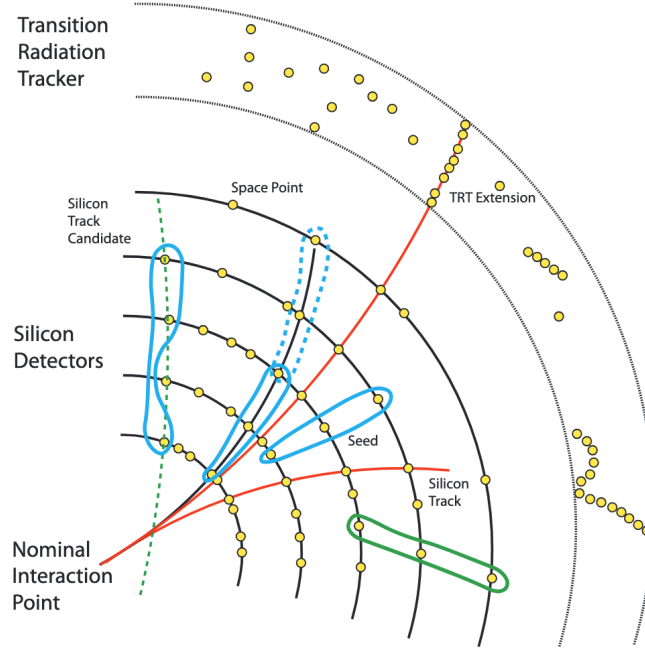 Transition
Radiation
Tracker
Space Point
TRT Extension
Silicon
Track
Candidate
Silicon
Detectors
Seed
Silicon
Track
Nominal
Interaction
Point